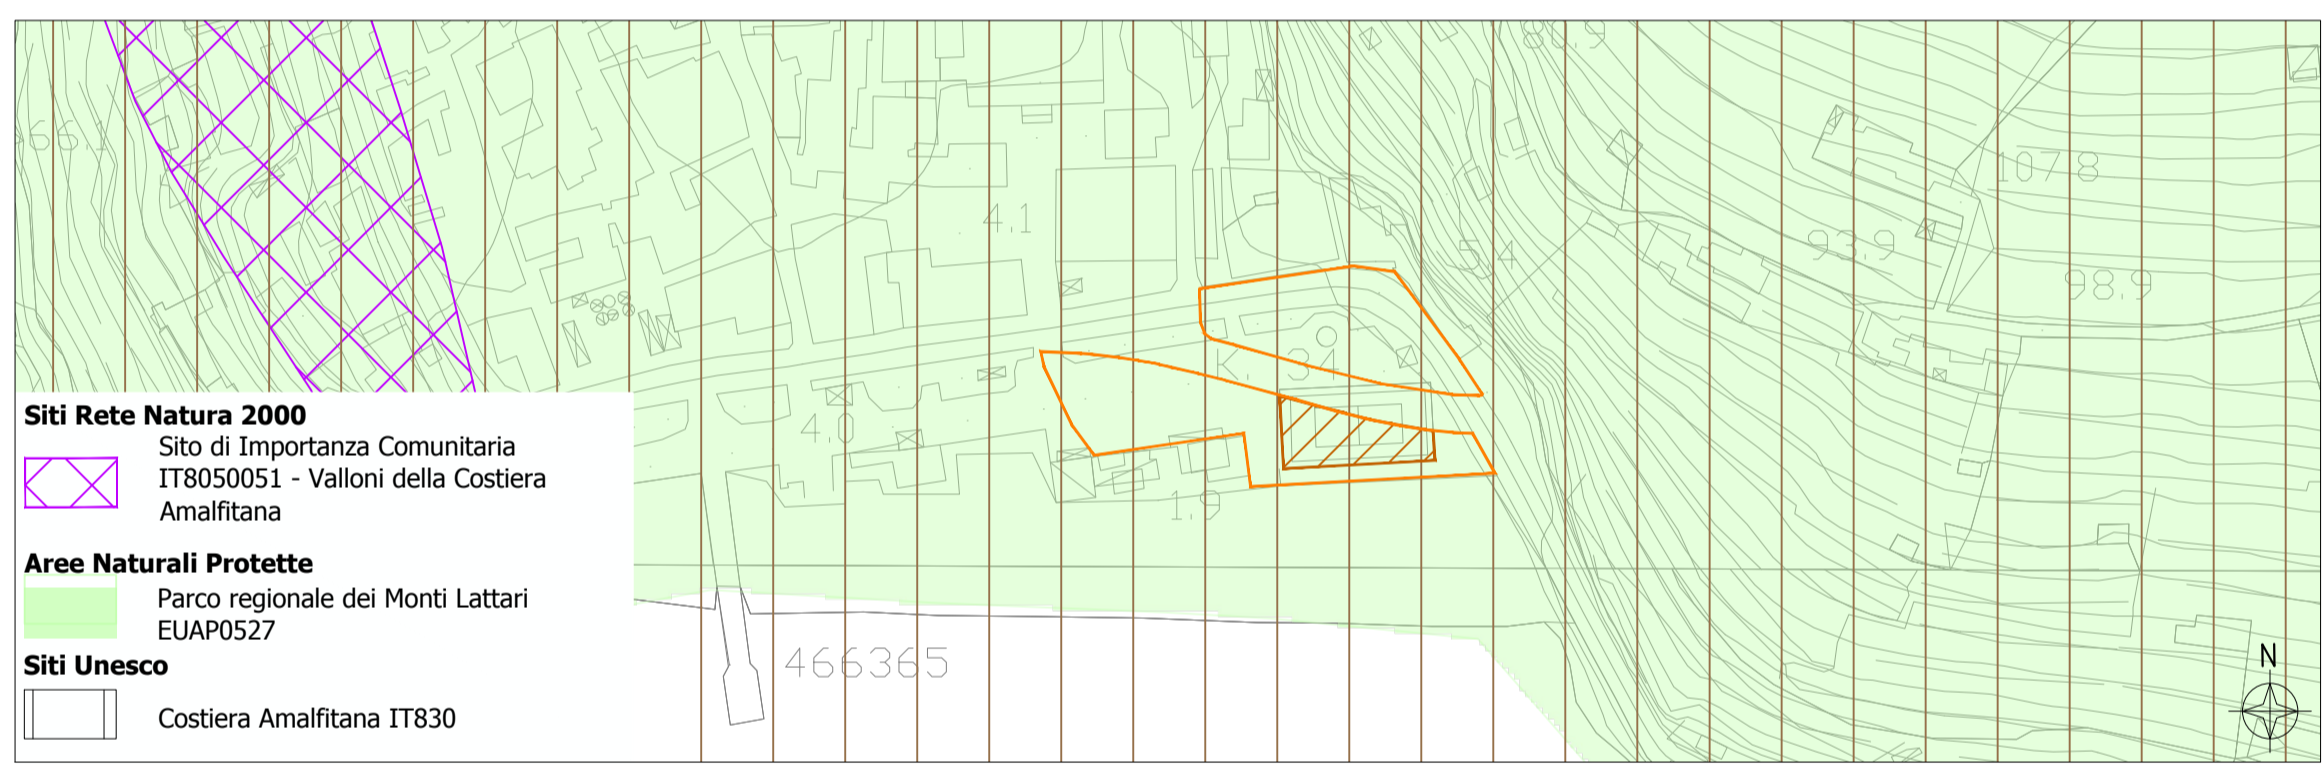 86,9
66,1
107 8
4,1
93,9
54
98,9
K. 34
4,0
1,9
466365
N
Siti Rete Natura 2000
Sito di Importanza Comunitaria
IT8050051 - Valloni della Costiera
Amalfitana
Aree Naturali Protette
Parco regionale dei Monti Lattari
EUAP0527
Siti Unesco
Costiera Amalfitana IT830